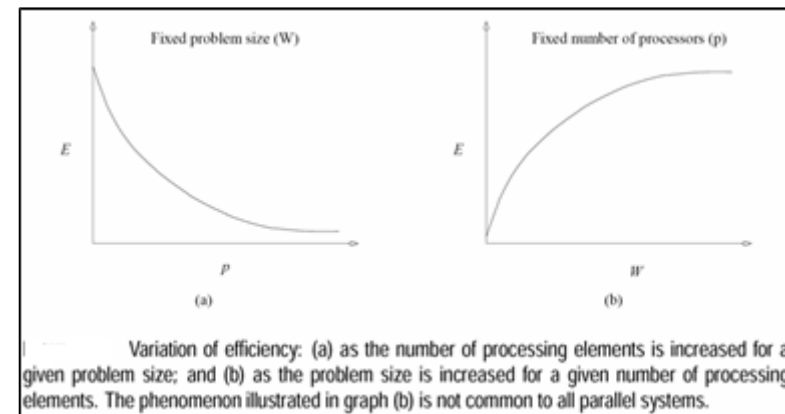 Fixed problem size (W)
Fixed number of processors (p)
E
E
p
W
(a)
(b)
Variation of efficiency: (a) as the number of processing elements is increased for a
given problem size; and (b) as the problem size is increased for a given number of processing
elements. The phenomenon illustrated in graph (b) is not common to all parallel systems.